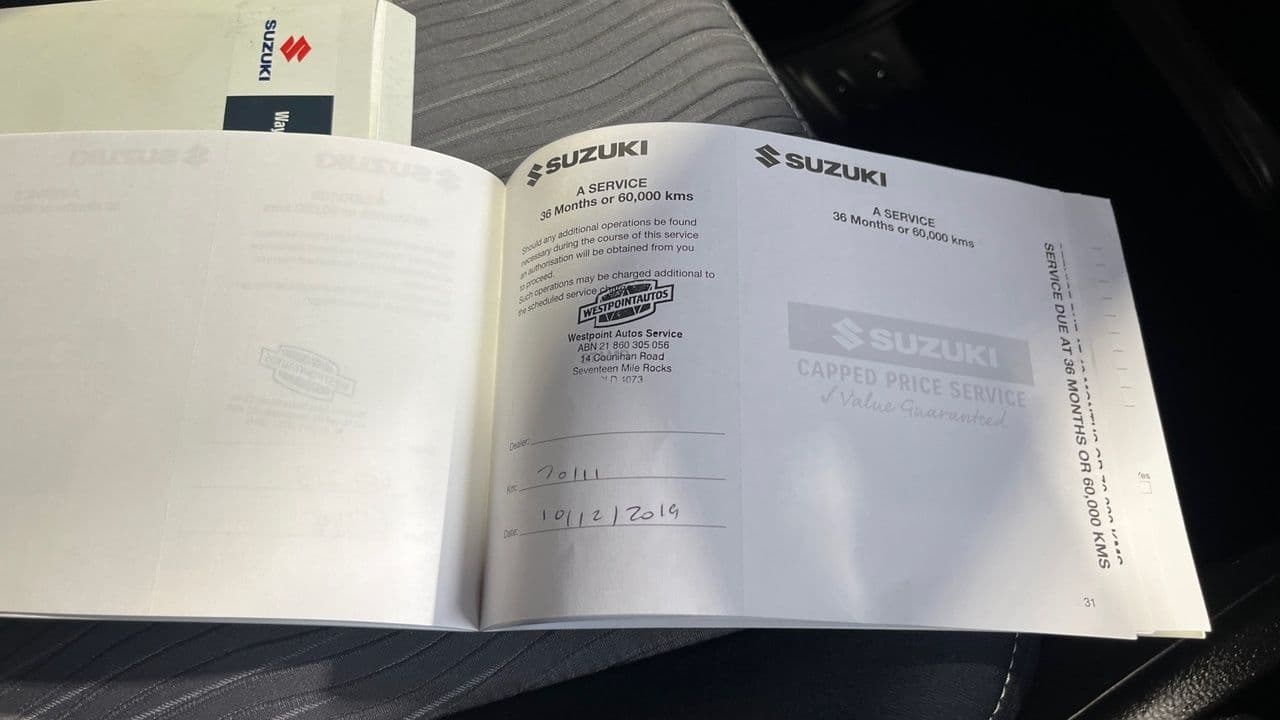 SUZUKI
Way
SUZUKI
A SERVICE
36 Months or 60,000 kms
Should any additional operations be found
necessary during the course of this service
an authorisation will be obtained from you
to proceed.
Such operations may be charged additional to
the scheduled service
WESTPOINTAUTOS
Westpoint Autos Service
ABN 21 860 305 056
14 Counihan Road
Seventeen Mile Rocks
4073
Dealer:
Km: 70111
Date: 10/12/2019
SUZUKI
A SERVICE
36 Months or 60,000 kms
SUZUKI
CAPPED PRICE SERVICE
✓Value Guaranteed
SERVICE DUE AT 36 MONTHS OR 60,000 KMS
31
Yes